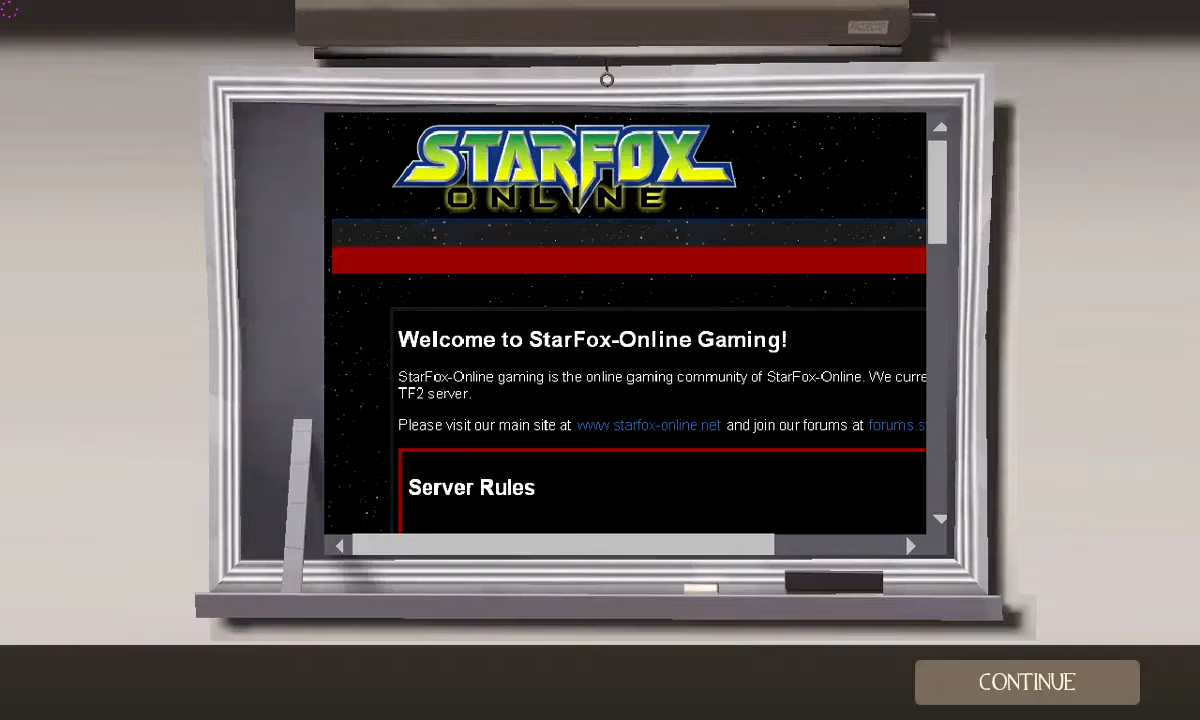 STARFOX
ONLINE
Welcome to StarFox-Online Gaming!
StarFox-Online gaming is the online gaming community of StarFox-Online. We curre
TF2 server.
Please visit our main site at www.starfox-online.net and join our forums at forums.s
Server Rules
CONTINUE